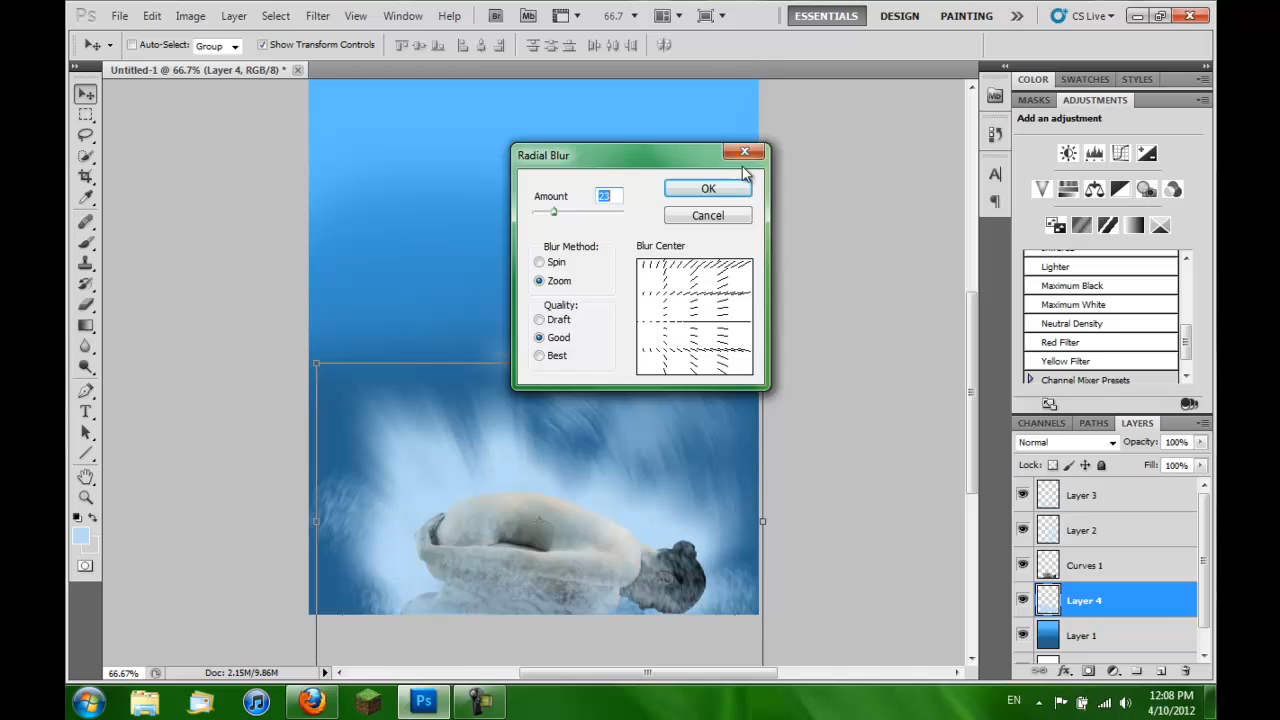 Ps File Edit Image Layer Select Filter View Window Help Br Mb 66.7 ESSENTIALS DESIGN PAINTING CS Live
Auto-Select: Group Show Transform Controls
Untitled-1 @ 66.7% (Layer 4, RGB/8) *
COLOR SWATCHES STYLES
MASKS ADJUSTMENTS
Add an adjustment
Radial Blur
Amount 23
OK
Cancel
Blur Method:
Spin
Zoom
Quality:
Draft
Good
Best
Blur Center
Lighter
Maximum Black
Maximum White
Neutral Density
Red Filter
Yellow Filter
Channel Mixer Presets
CHANNELS PATHS LAYERS
Normal Opacity: 100%
Lock: Fill: 100%
Layer 3
Layer 2
Curves 1
Layer 4
Layer 1
66.67% Doc: 2.15M/9.86M
Ps EN 12:08 PM
4/10/2012